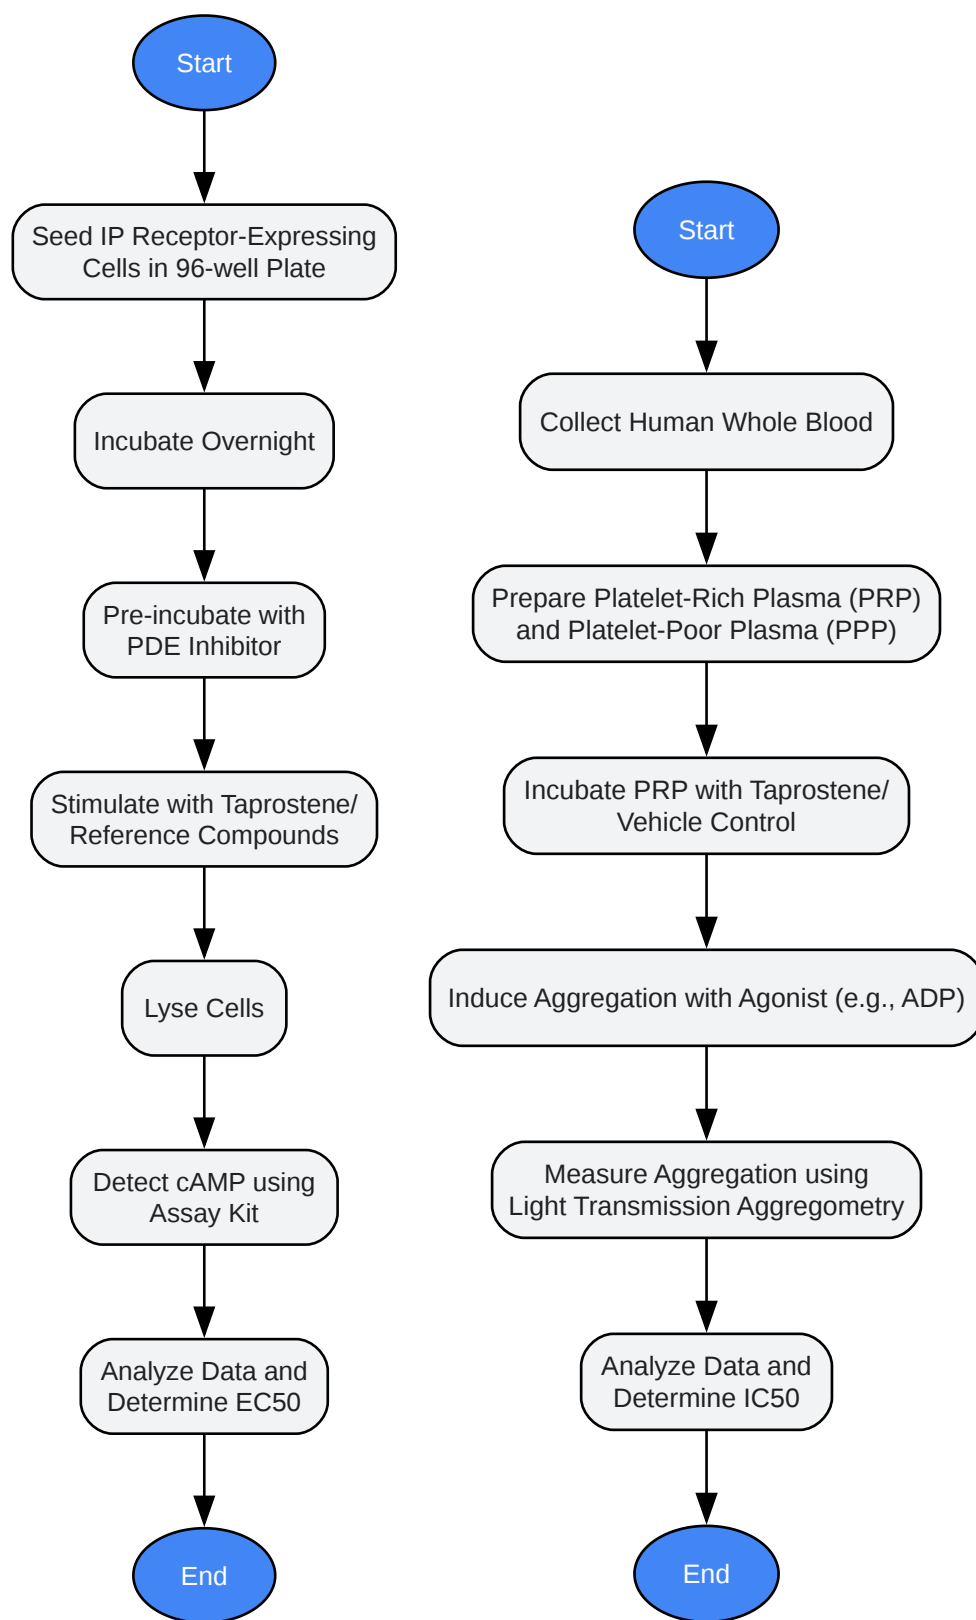 Start
Seed IP Receptor-Expressing
Cells in 96-well Plate
Incubate Overnight
Pre-incubate with
PDE Inhibitor
Stimulate with Taprostene/
Reference Compounds
Lyse Cells
Detect cAMP using
Assay Kit
Analyze Data and
Determine EC50
End
Start
Collect Human Whole Blood
Prepare Platelet-Rich Plasma (PRP)
and Platelet-Poor Plasma (PPP)
Incubate PRP with Taprostene/
Vehicle Control
Induce Aggregation with Agonist (e.g., ADP)
Measure Aggregation using
Light Transmission Aggregometry
Analyze Data and
Determine IC50
End